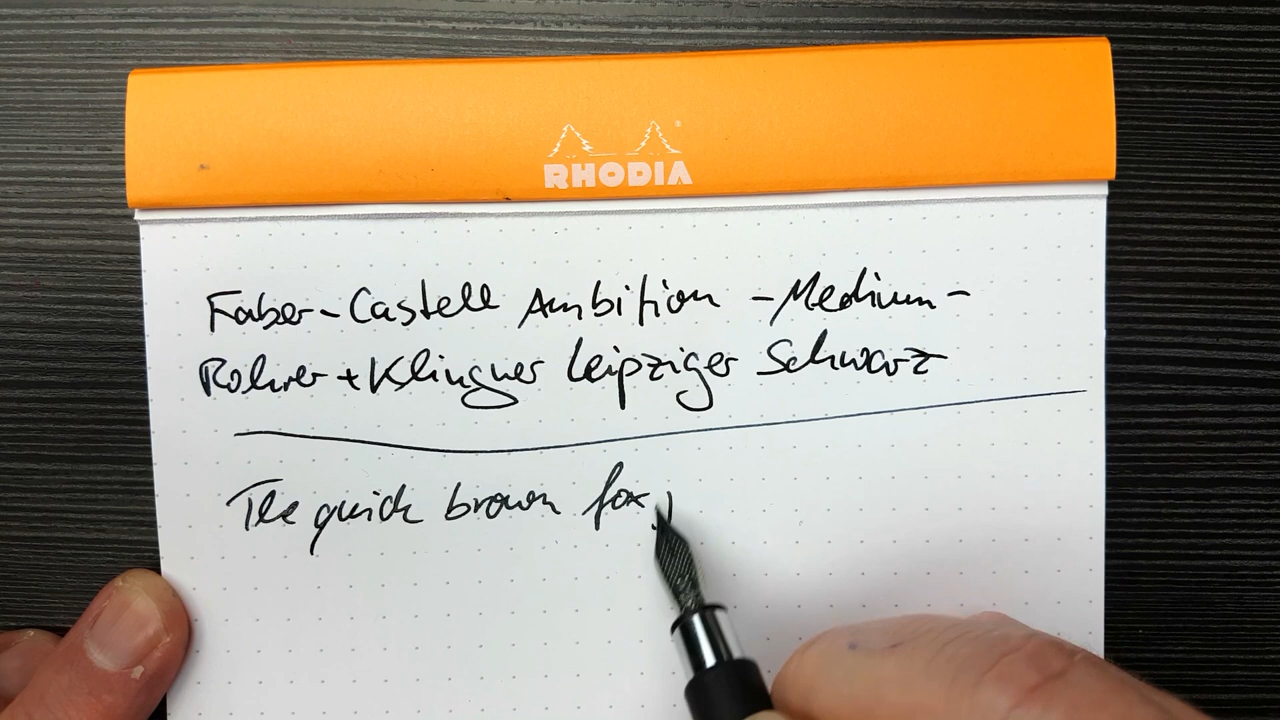 RHODIA
Faber-Castell Ambition - Medium -
Rohrer + Klingner Leipziger Schwarz
The quick brown fox j